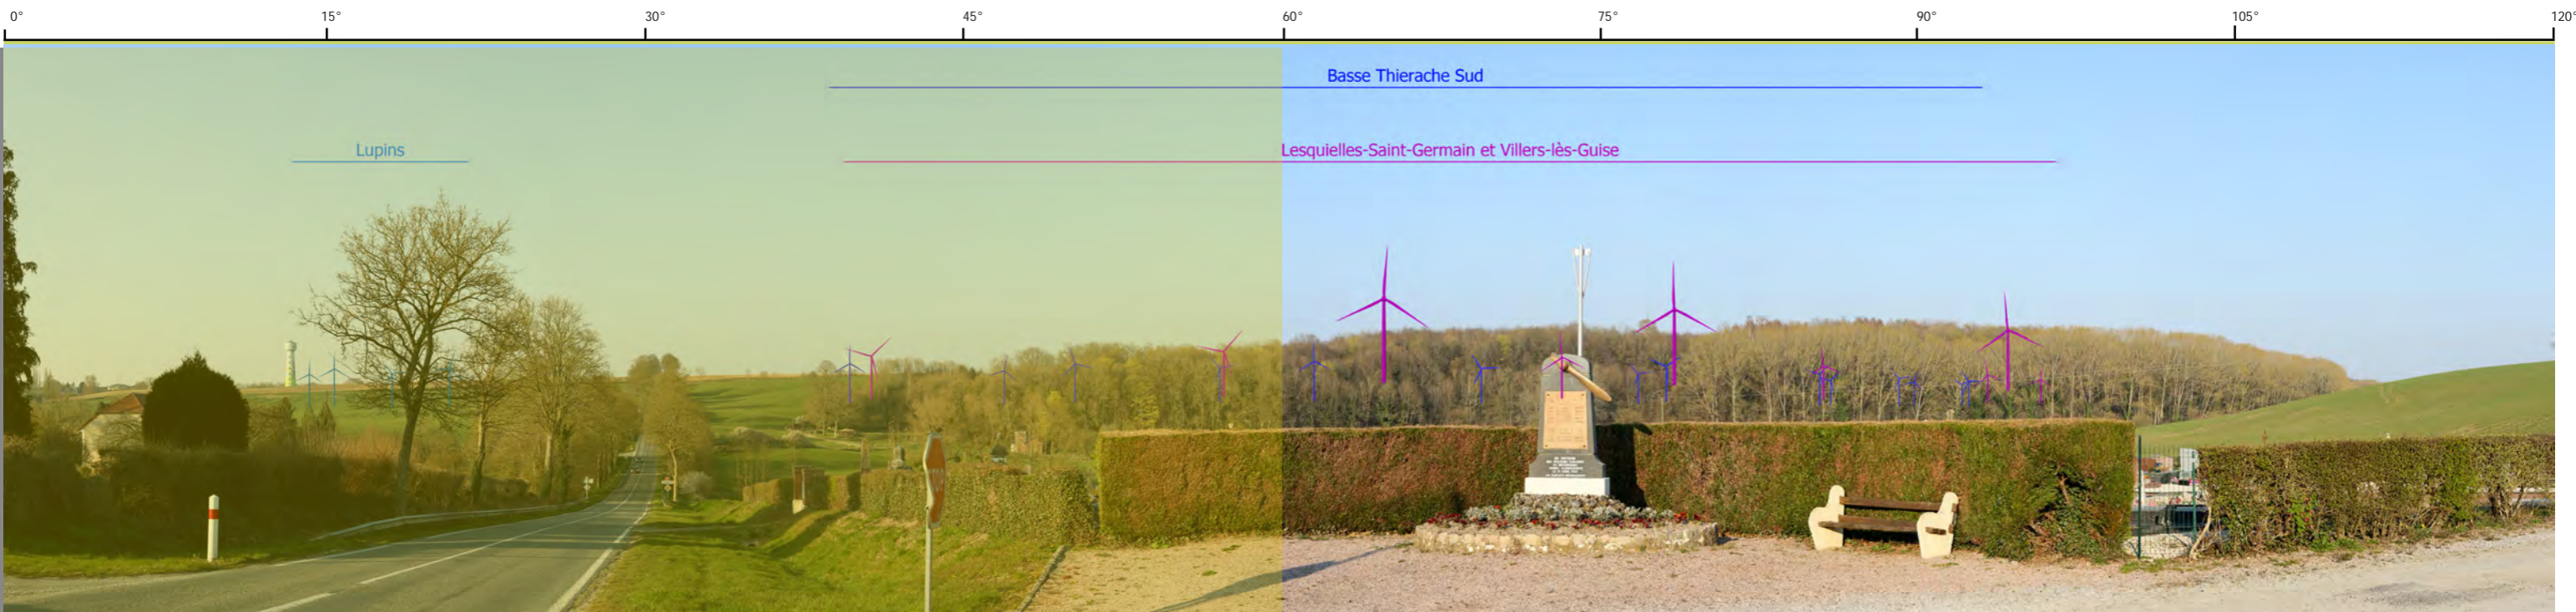 0° 15° 30° 45° 60° 75° 90° 105° 120°
Basse Thierache Sud
Lupins
Lesquielles-Saint-Germain et Villers-lès-Guise